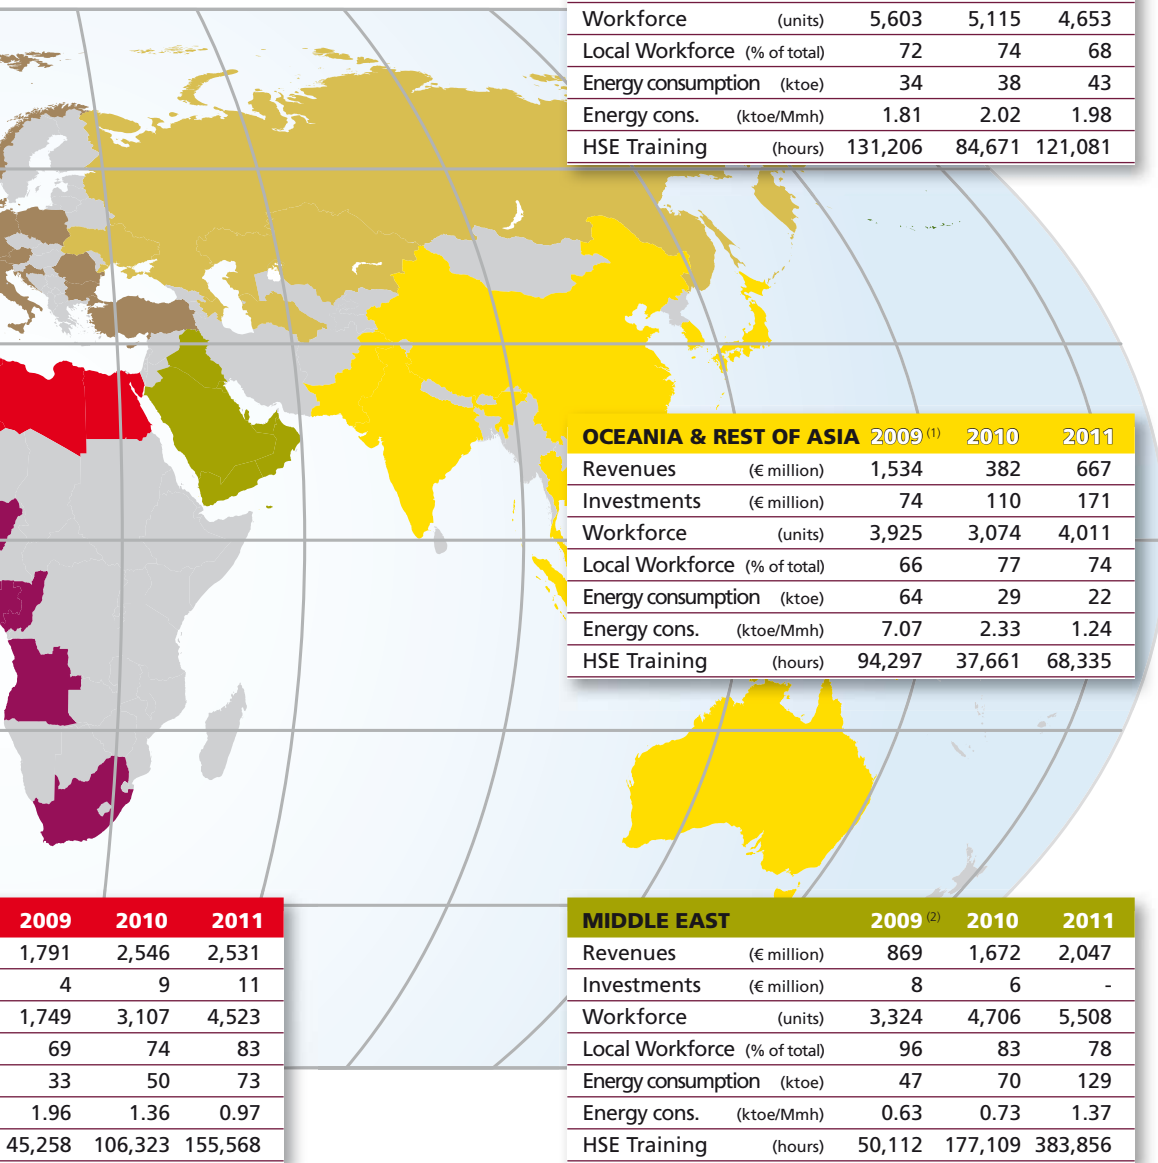 Workforce (units) 5,603 5,115 4,653
Local Workforce (% of total) 72 74 68
Energy consumption (ktoe) 34 38 43
Energy cons. (ktoe/Mmh) 1.81 2.02 1.98
HSE Training (hours) 131,206 84,671 121,081
OCEANIA & REST OF ASIA 2009 (1) 2010 2011
Revenues (€ million) 1,534 382 667
Investments (€ million) 74 110 171
Workforce (units) 3,925 3,074 4,011
Local Workforce (% of total) 66 77 74
Energy consumption (ktoe) 64 29 22
Energy cons. (ktoe/Mmh) 7.07 2.33 1.24
HSE Training (hours) 94,297 37,661 68,335
2009 2010 2011
1,791 2,546 2,531
4 9 11
1,749 3,107 4,523
69 74 83
33 50 73
1.96 1.36 0.97
45,258 106,323 155,568
MIDDLE EAST 2009 (2) 2010 2011
Revenues (€ million) 869 1,672 2,047
Investments (€ million) 8 6 -
Workforce (units) 3,324 4,706 5,508
Local Workforce (% of total) 96 83 78
Energy consumption (ktoe) 47 70 129
Energy cons. (ktoe/Mmh) 0.63 0.73 1.37
HSE Training (hours) 50,112 177,109 383,856